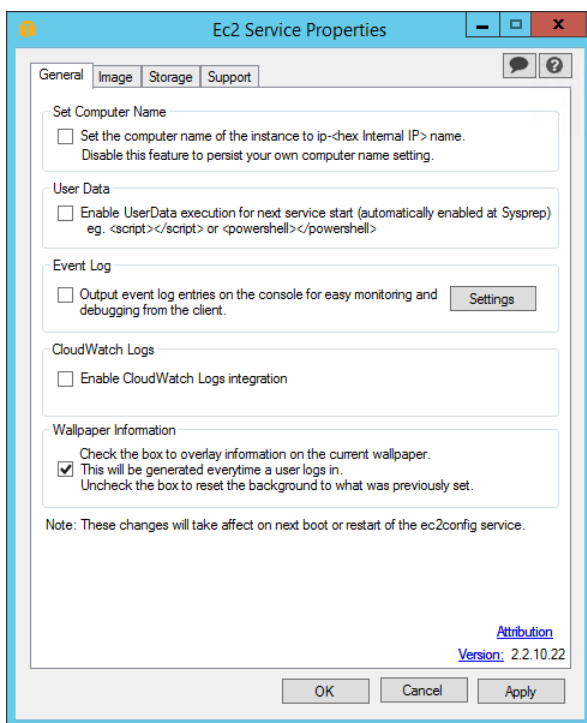 Ec2 Service Properties
General Image Storage Support
Set Computer Name
Set the computer name of the instance to ip-<hex Internal IP> name.
Disable this feature to persist your own computer name setting.
User Data
Enable UserData execution for next service start (automatically enabled at Sysprep)
eg. <script></script> or <powershell></powershell>
Event Log
Output event log entries on the console for easy monitoring and
debugging from the client.
Settings
CloudWatch Logs
Enable CloudWatch Logs integration
Wallpaper Information
Check the box to overlay information on the current wallpaper.
This will be generated everytime a user logs in.
Uncheck the box to reset the background to what was previously set.
Note: These changes will take affect on next boot or restart of the ec2config service.
Attribution
Version: 2.2.10.22
OK Cancel Apply